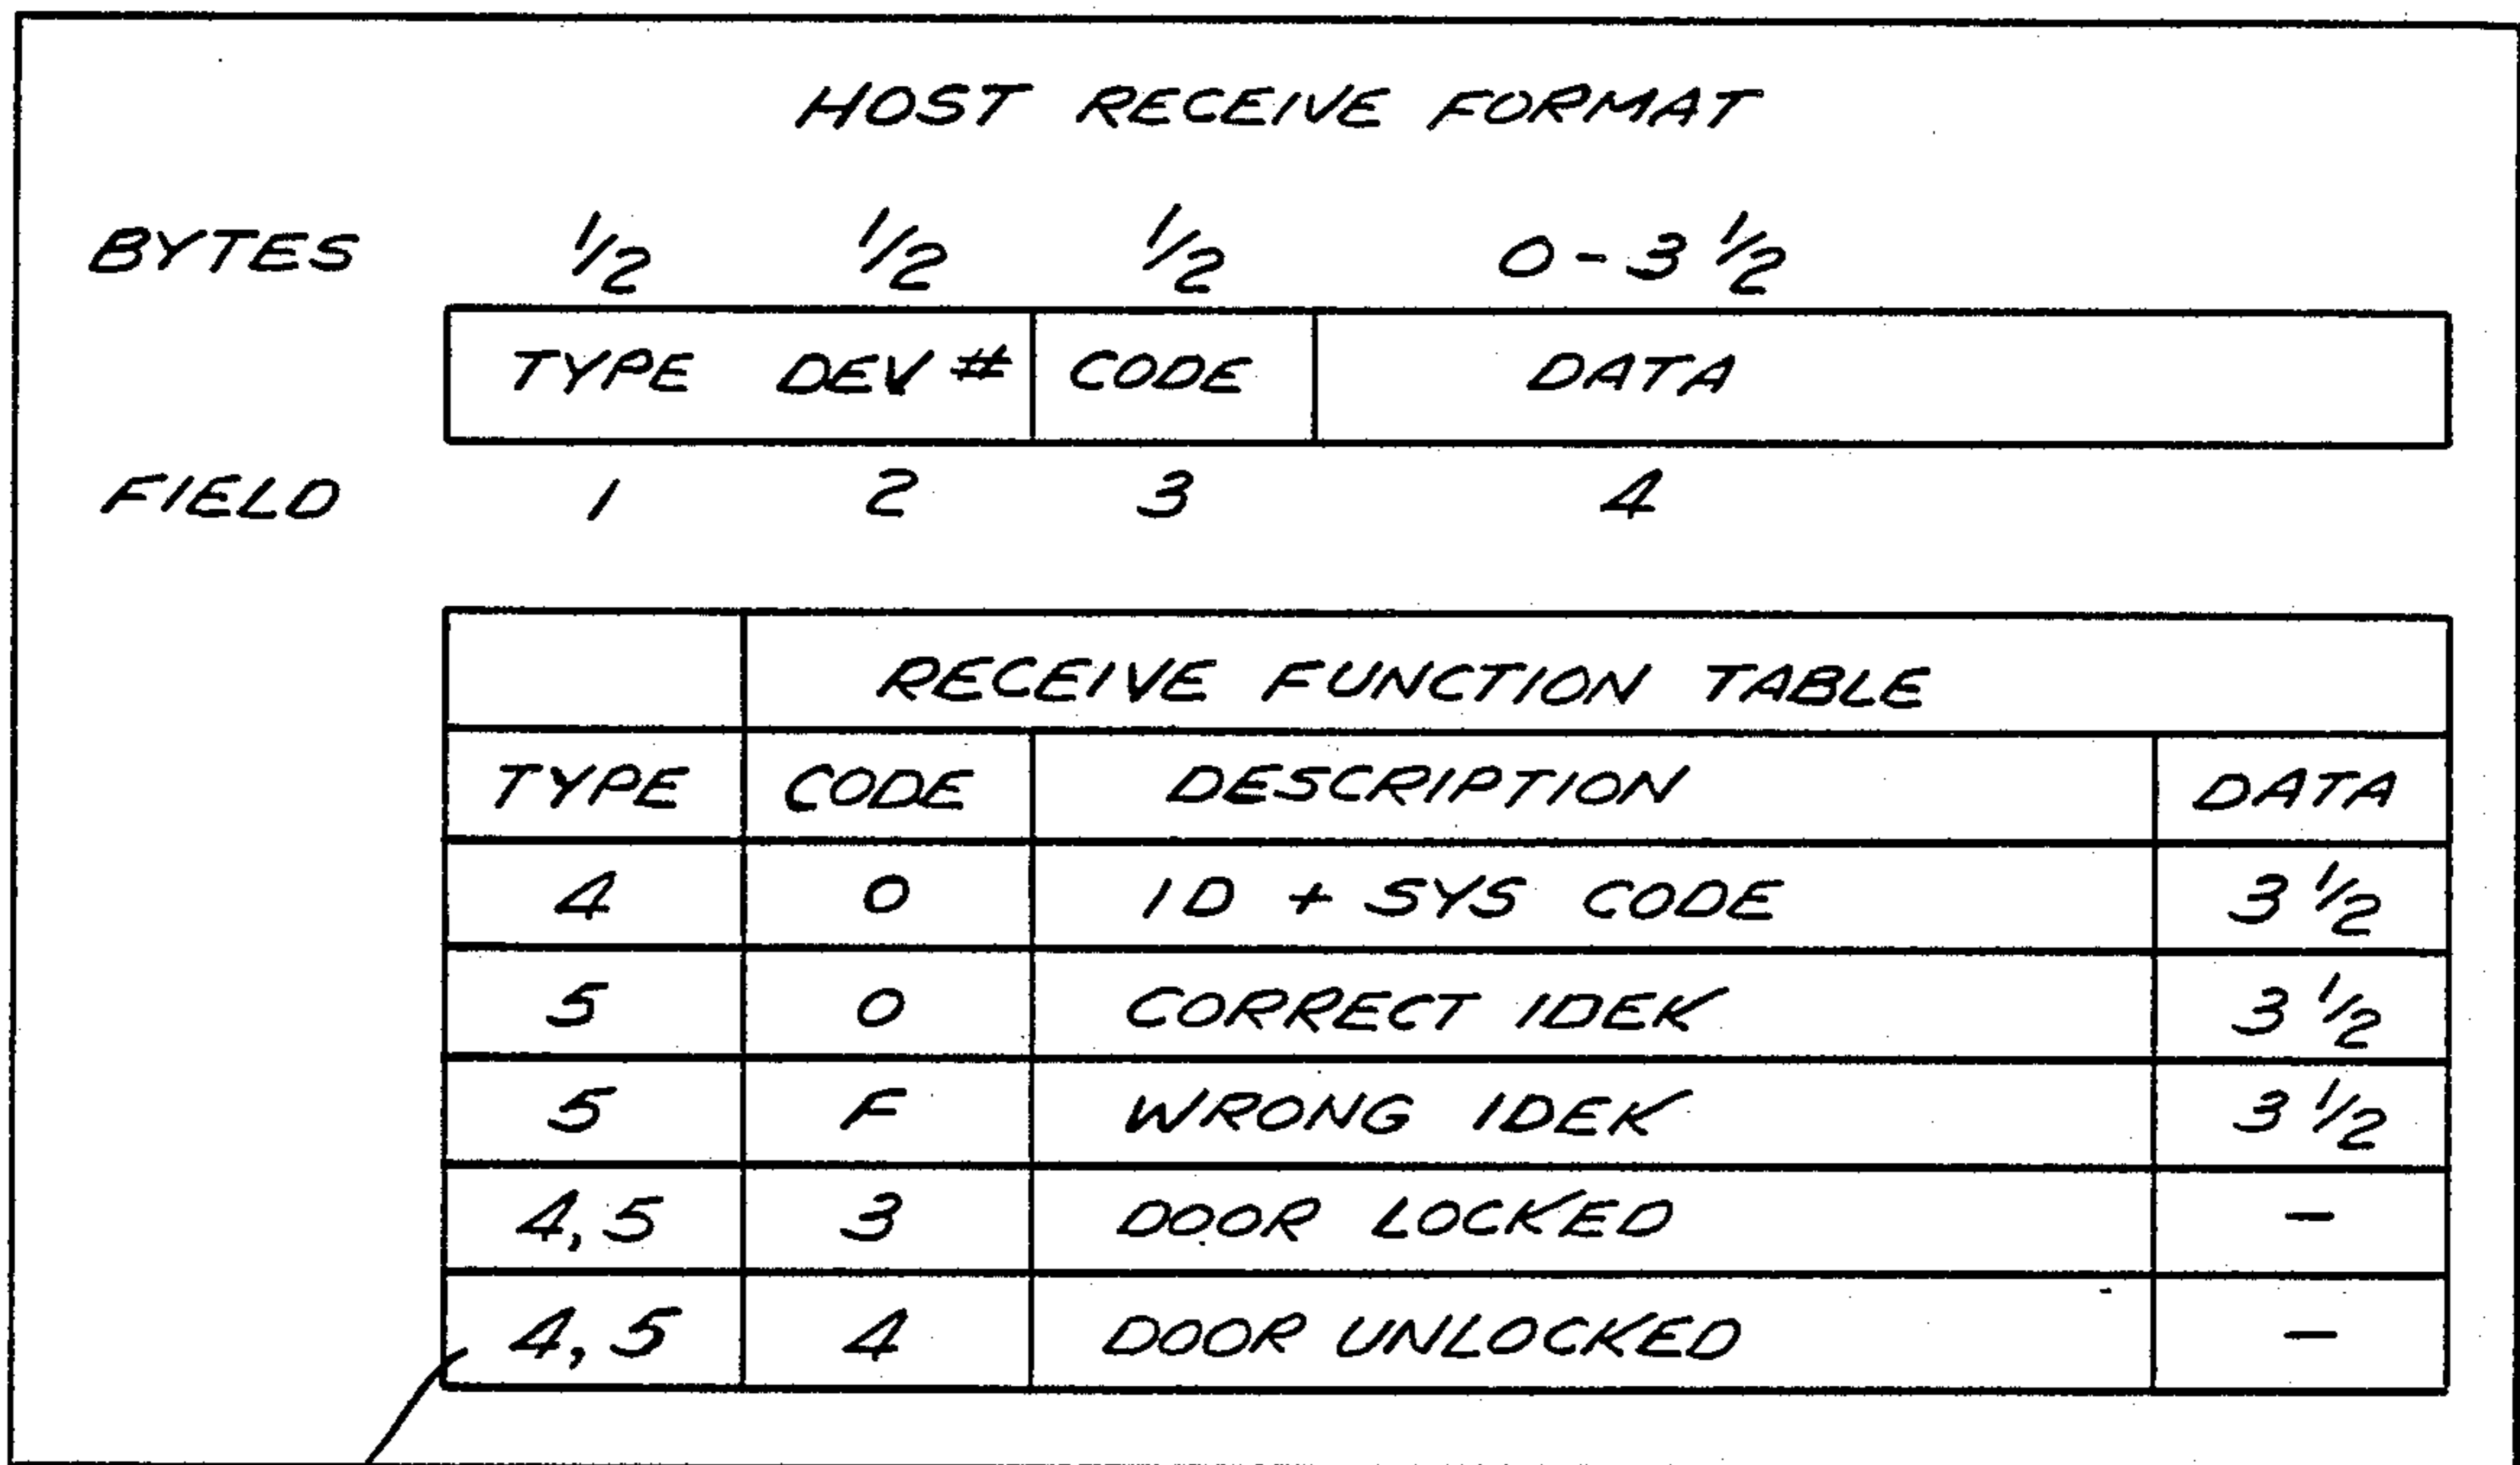 HOST RECEIVE FORMAT
BYTES 1/2 1/2 1/2 0-3 1/2
TYPE DEV # CODE DATA
FIELD 1 2 3 4
RECEIVE FUNCTION TABLE
TYPE CODE DESCRIPTION DATA
4 0 ID + SYS CODE 3 1/2
5 0 CORRECT IDEK 3 1/2
5 F WRONG IDEK 3 1/2
4,5 3 DOOR LOCKED -
4,5 4 DOOR UNLOCKED -